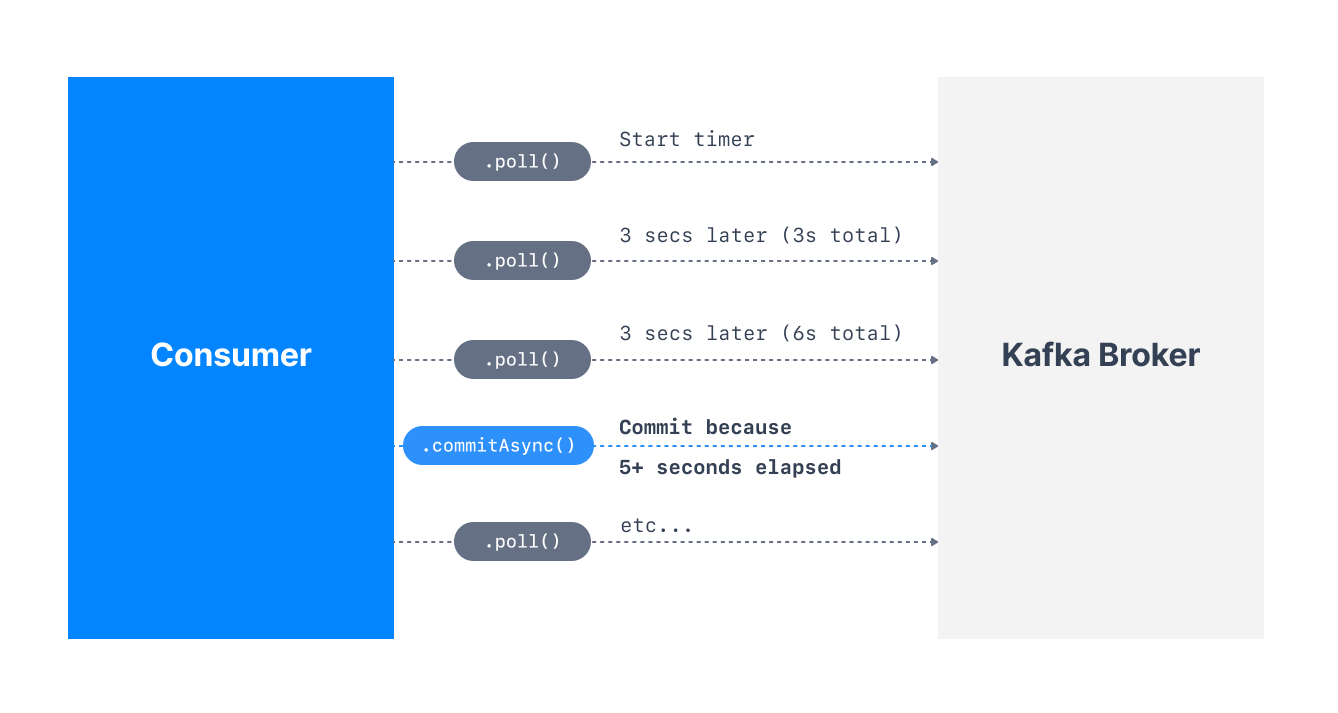 Start timer
.poll()
3 secs later (3s total)
.poll()
3 secs later (6s total)
.poll()
Consumer
Kafka Broker
Commit because
.commitAsync()
5+ seconds elapsed
etc...
.poll()